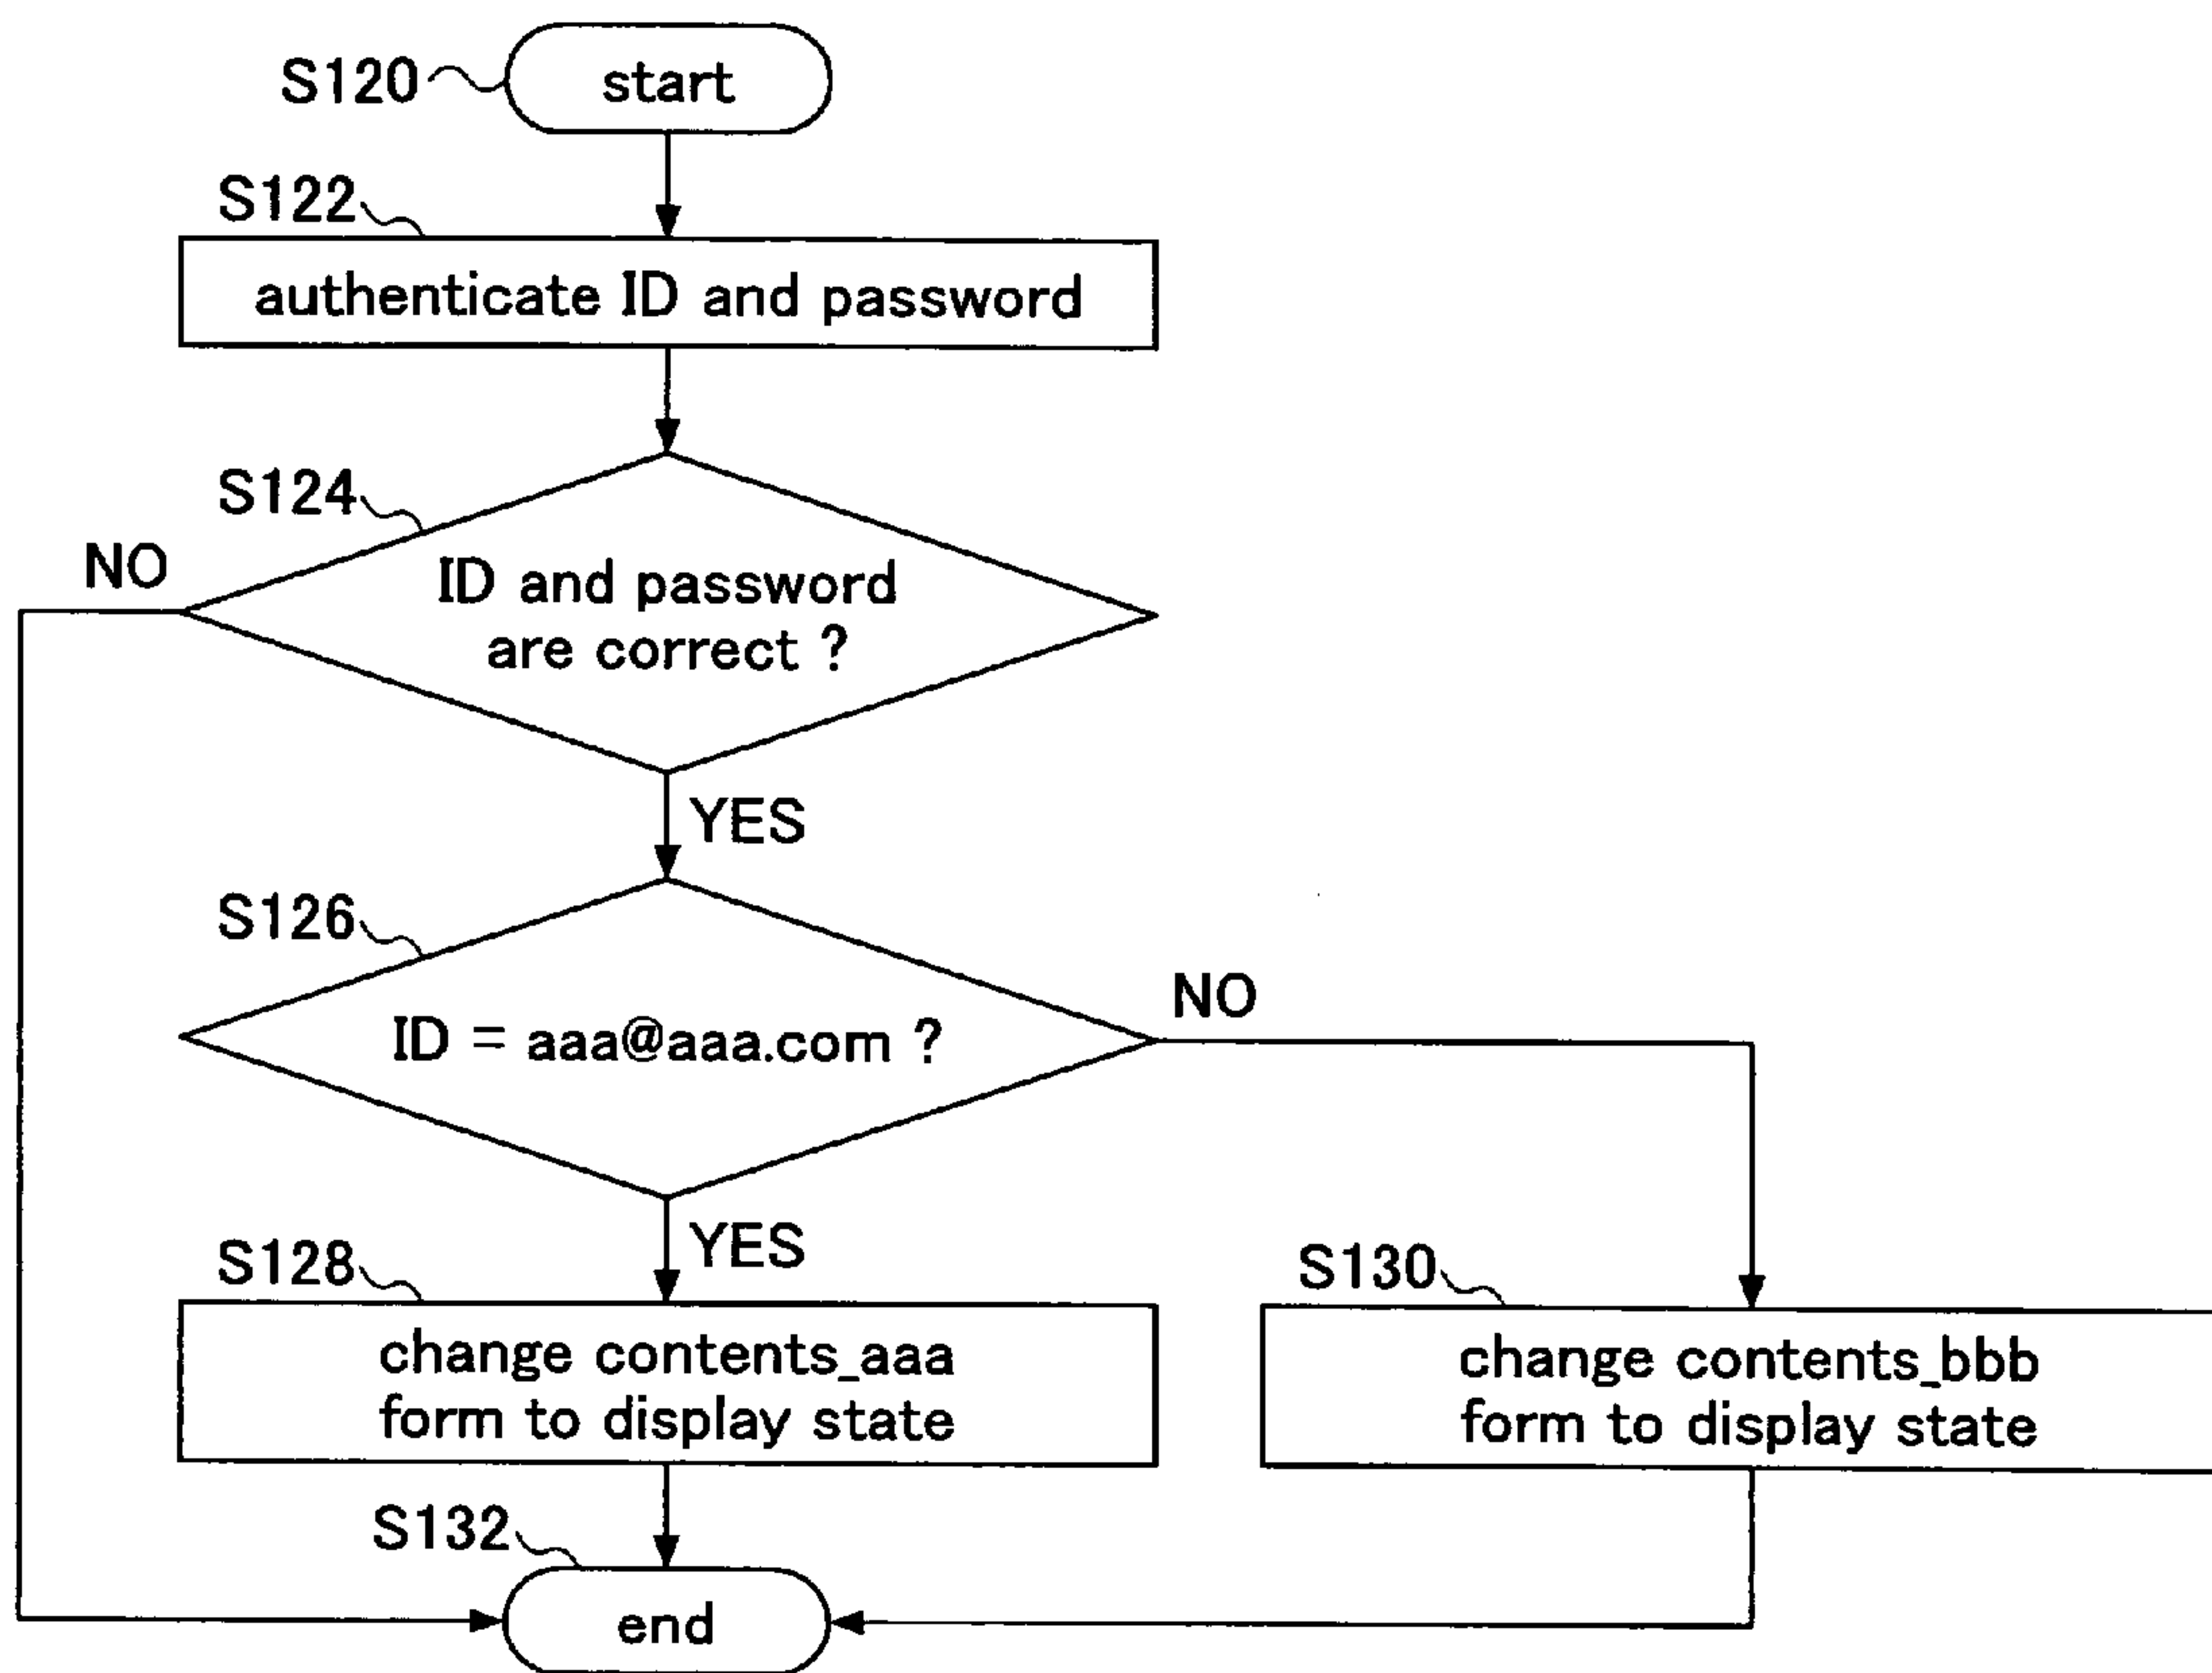 S120
start
S122
authenticate ID and password
S124
NO
ID and password
are correct ?
YES
S126
NO
ID = aaa@aaa.com ?
YES
S128
change contents_aaa
form to display state
S130
change contents_bbb
form to display state
S132
end